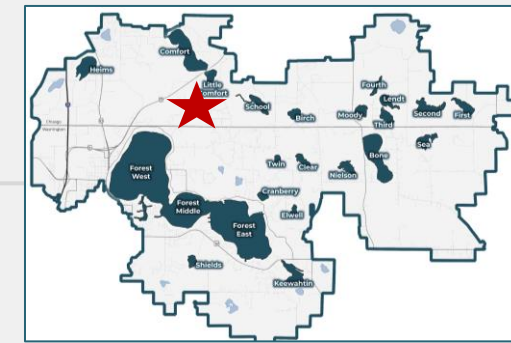 Comfort
Heims
Little
Comfort
School
Birch
Fourth
Lendt
Moody
Third
Second
First
Chisago
Washington
Bone
Sea
Forest
West
Twin
Clear
Nielson
Cranberry
Forest
Middle
Forest
East
Elwell
Shields
Keewahtin